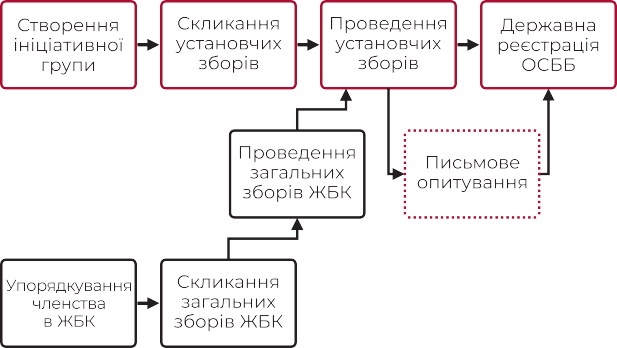 Створення
ініціативної
групи
Скликання
установчих
зборів
Проведення
установчих
зборів
Державна
реєстрація
ОСББ
Проведення
загальних
зборів ЖБК
Письмове
опитування
Упорядкування
членства
в ЖБК
Скликання
загальних
зборів ЖБК